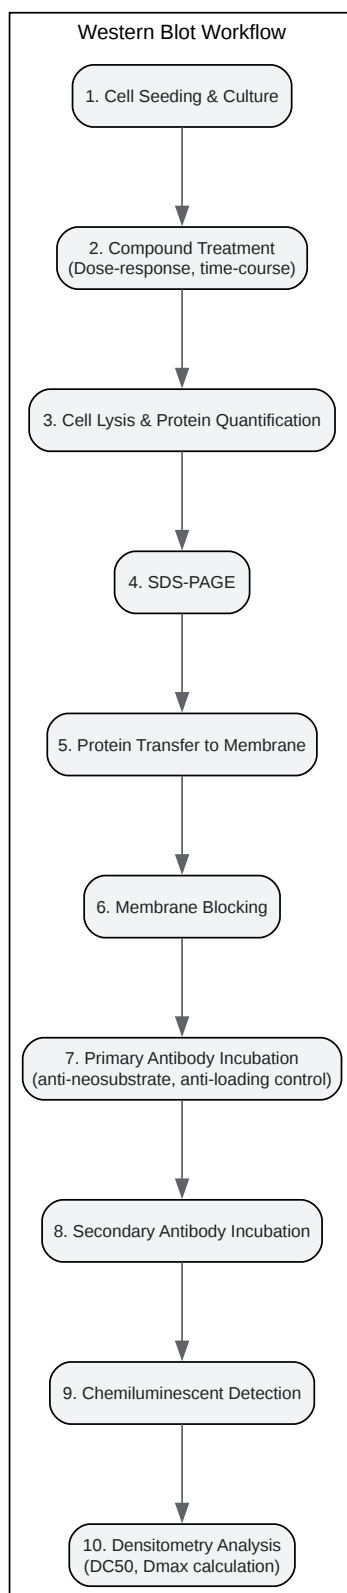 Western Blot Workflow
1. Cell Seeding & Culture
2. Compound Treatment
(Dose-response, time-course)
3. Cell Lysis & Protein Quantification
4. SDS-PAGE
5. Protein Transfer to Membrane
6. Membrane Blocking
7. Primary Antibody Incubation
(anti-neosubstrate, anti-loading control)
8. Secondary Antibody Incubation
9. Chemiluminescent Detection
10. Densitometry Analysis
(DC50, Dmax calculation)